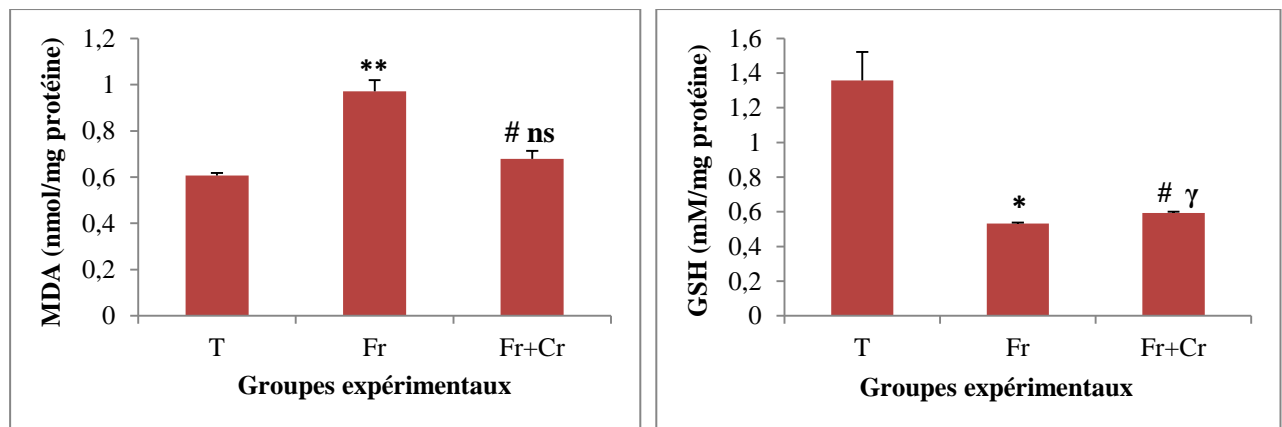 MDA (nmol/mg protéine)
1,2
1
0,8
0,6
0,4
0,2
0
**
# ns
T Fr Fr+Cr
Groupes expérimentaux
GSH (mM/mg protéine)
1,6
1,4
1,2
1
0,8
0,6
0,4
0,2
0
*
# γ
T Fr Fr+Cr
Groupes expérimentaux